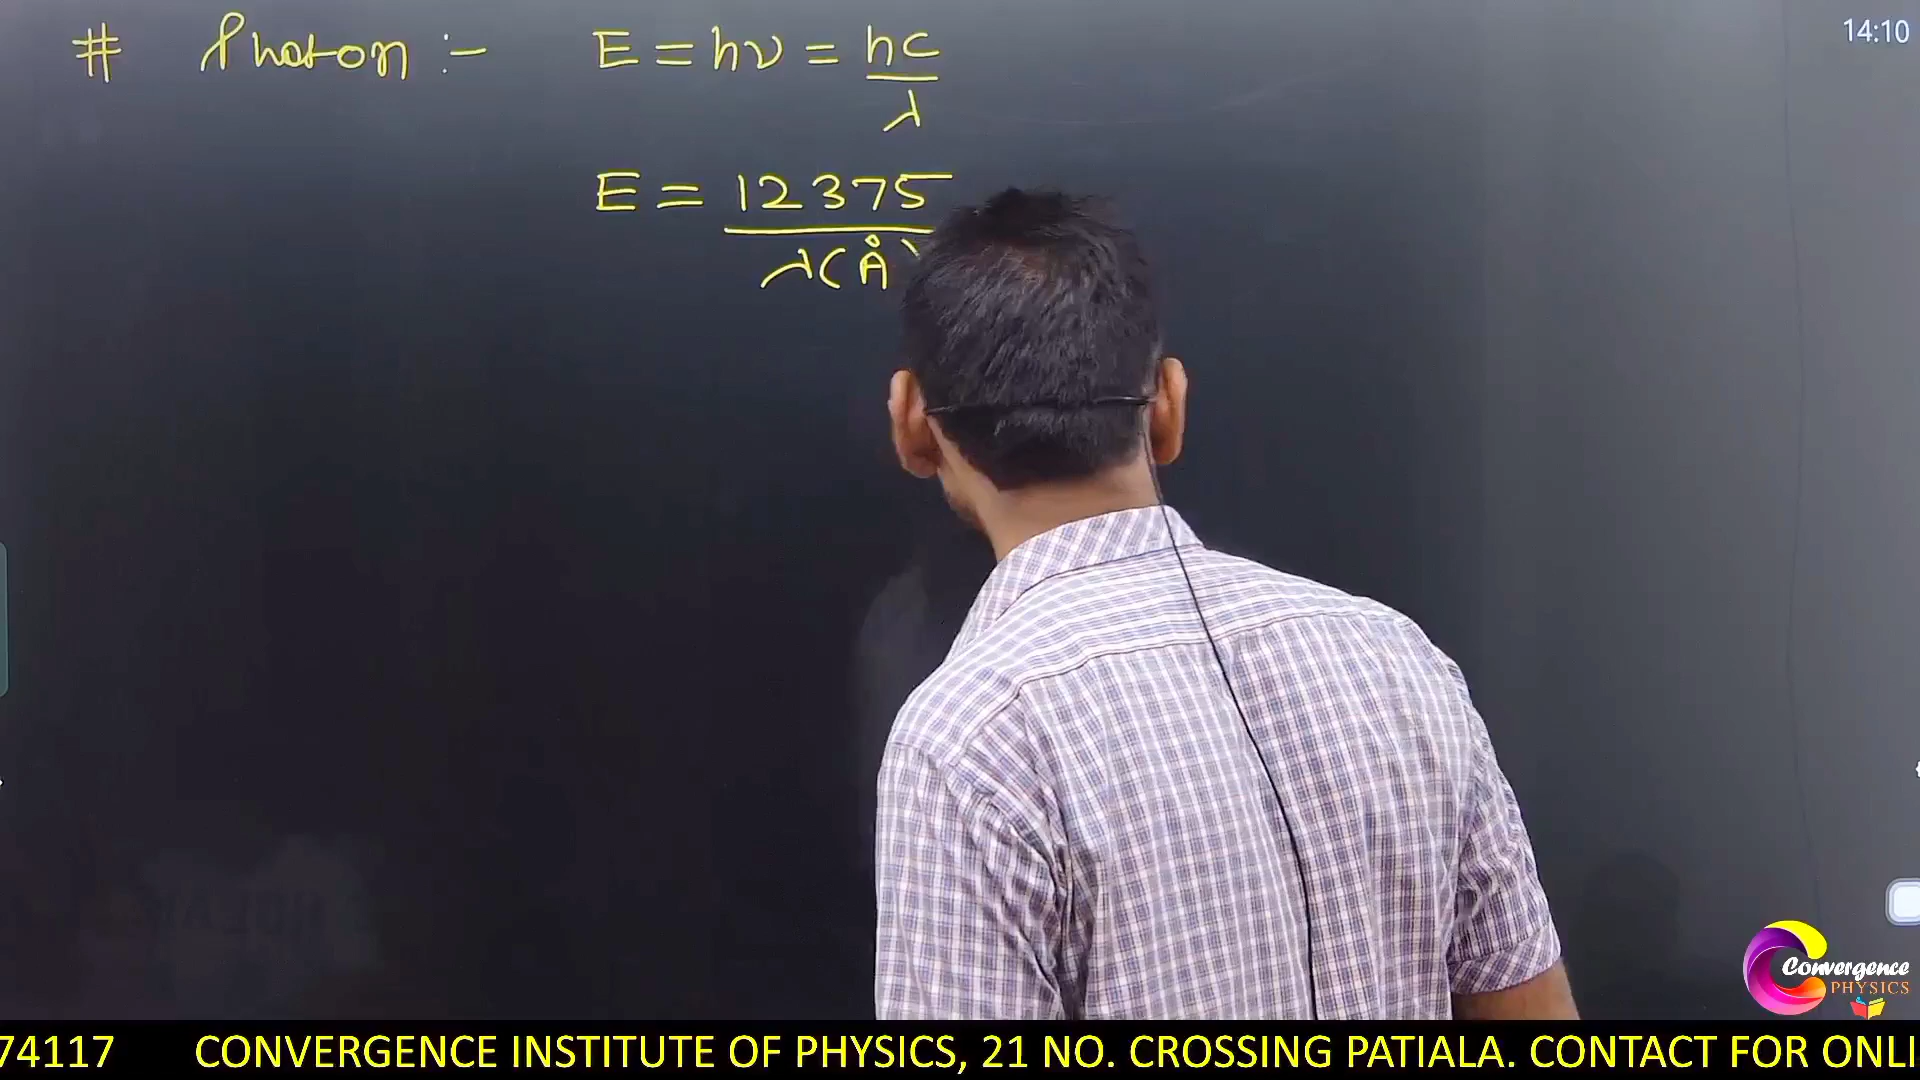 14:10
# Photon :- E = hν = hC
λ
E = 12375
λ(Å)
Convergence
PHYSICS
74117 CONVERGENCE INSTITUTE OF PHYSICS, 21 NO. CROSSING PATIALA. CONTACT FOR ONLI